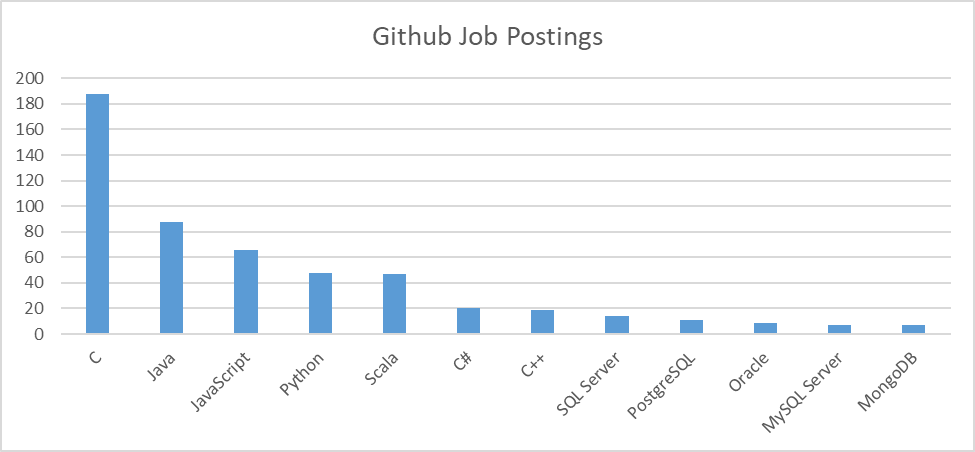 Github Job Postings
200
180
160
140
120
100
80
60
40
20
0
C
Java
JavaScript
Python
Scala
C#
C++
SQL Server
PostgreSQL
Oracle
MySQL Server
MongoDB